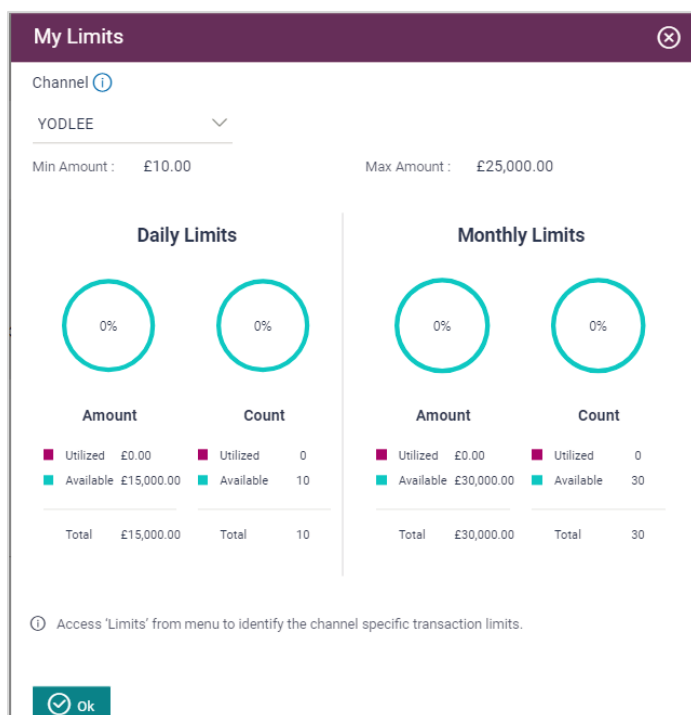 My Limits
Channel
YODLEE
Min Amount : £10.00 Max Amount : £25,000.00
Daily Limits
0% 0%
Amount Count
Utilized £0.00 Utilized 0
Available £15,000.00 Available 10
Total £15,000.00 Total 10
Monthly Limits
0% 0%
Amount Count
Utilized £0.00 Utilized 0
Available £30,000.00 Available 30
Total £30,000.00 Total 30
Access 'Limits' from menu to identify the channel specific transaction limits.
Ok